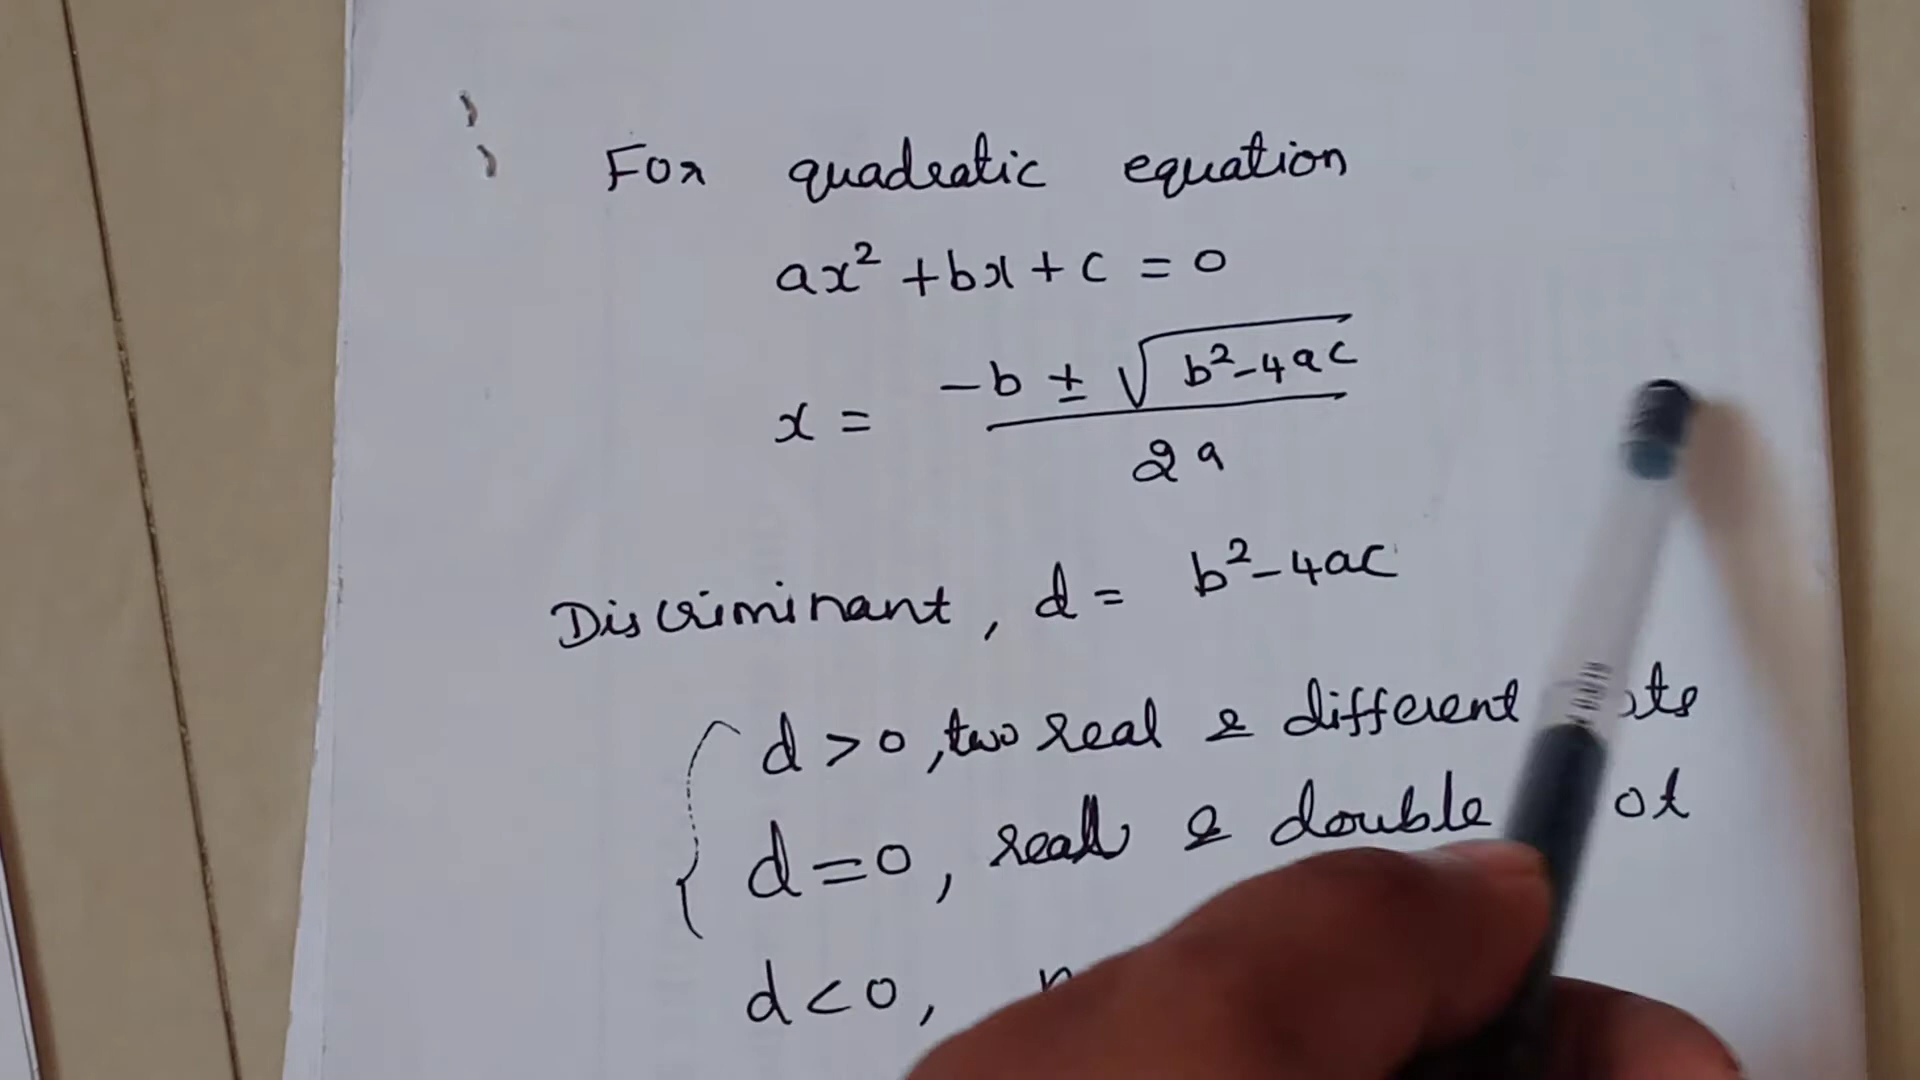 For quadratic equation
ax² + bx + c = 0
x = (-b ± √(b²-4ac)) / 2a
Discriminant, d = b²-4ac
d > 0, two real & different
d = 0, real & double
d < 0,